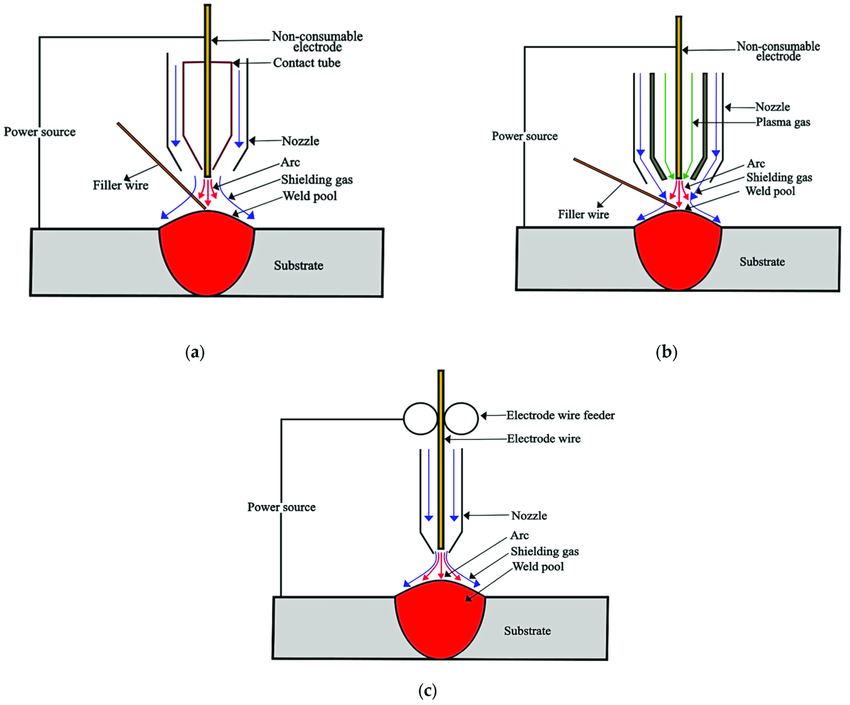 Non-consumable
electrode
Contact tube
Power source
Nozzle
Arc
Filler wire
Shielding gas
Weld pool
Substrate
(a)
Non-consumable
electrode
Nozzle
Plasma gas
Power source
Arc
Shielding gas
Weld pool
Filler wire
Substrate
(b)
Electrode wire feeder
Electrode wire
Power source
Nozzle
Arc
Shielding gas
Weld pool
Substrate
(c)